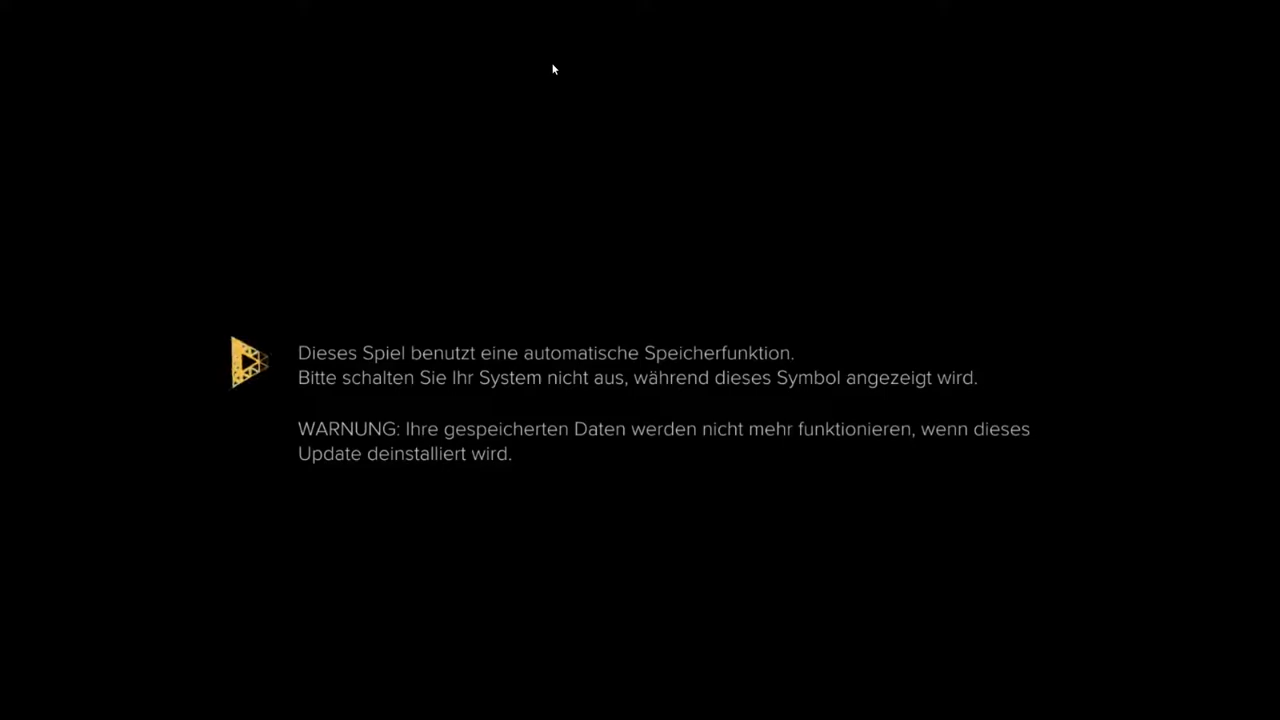 Dieses Spiel benutzt eine automatische Speicherfunktion.
Bitte schalten Sie Ihr System nicht aus, während dieses Symbol angezeigt wird.
WARNUNG: Ihre gespeicherten Daten werden nicht mehr funktionieren, wenn dieses
Update deinstalliert wird.